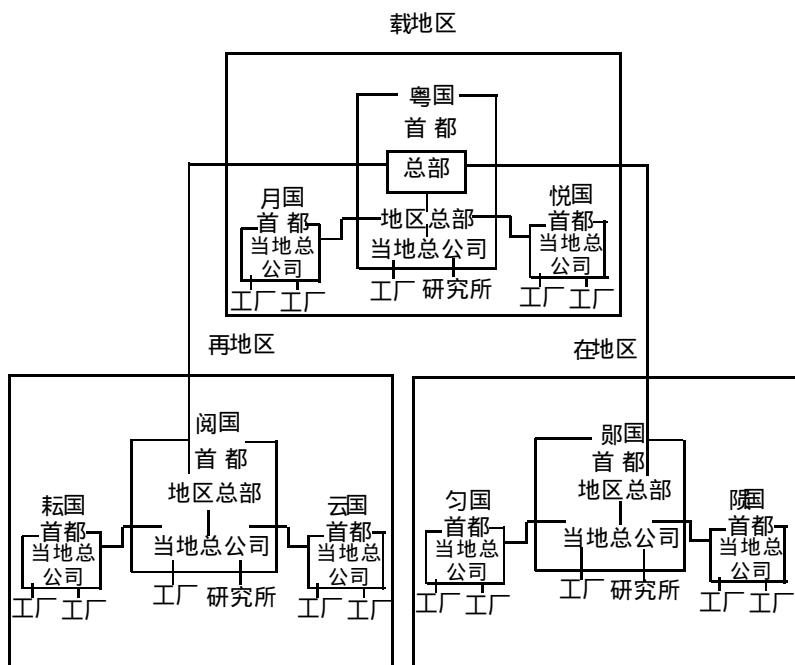 载地区
粤国
首 都
总部
月国
首 都
当地总
公司
工厂 工厂
地区总部
当地总公司
工厂 研究所
悦国
首都
当地总
公司
工厂 工厂
再地区
阅国
首 都
地区总部
当地总公司
工厂 研究所
耘国
首都
当地总
公司
工厂 工厂
云国
首都
当地总
公司
工厂 工厂
在地区
郧国
首 都
地区总部
当地总公司
工厂 研究所
匀国
首都
当地总
公司
工厂 工厂
陨国
首都
当地总
公司
工厂 工厂